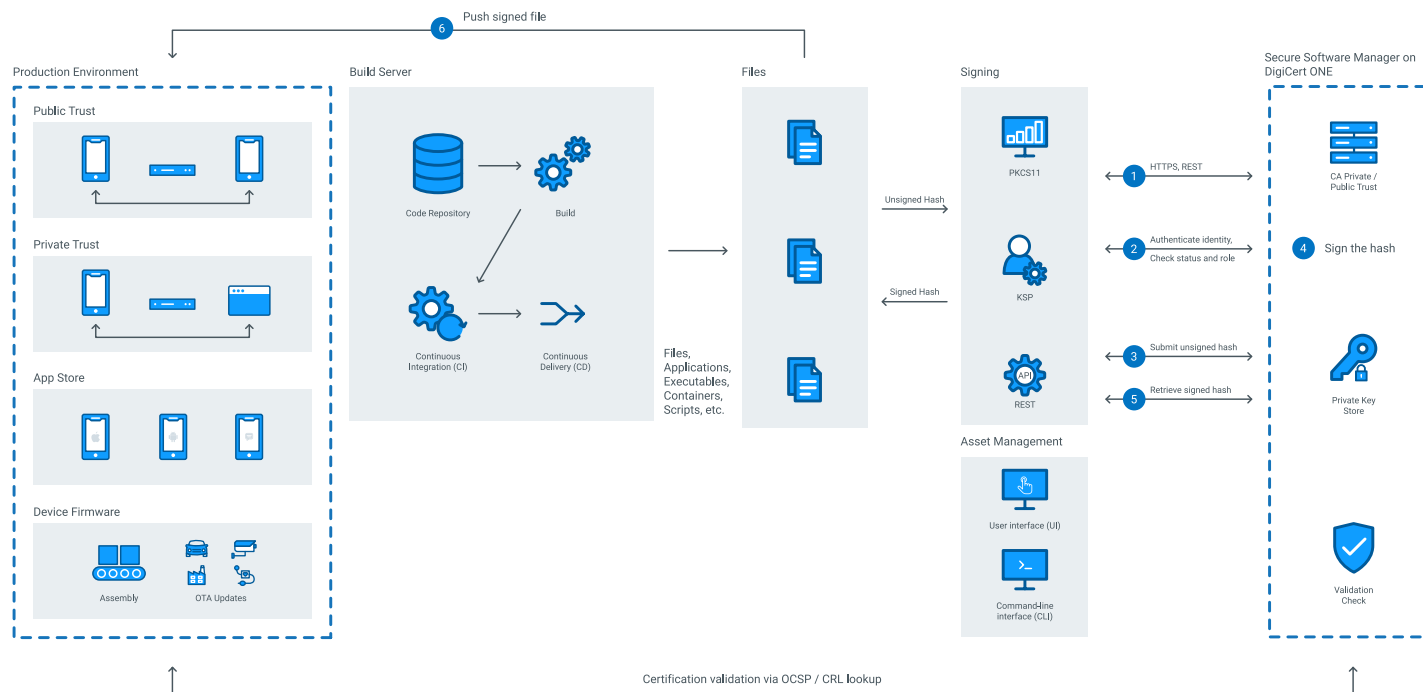 6
Push signed file
Production Environment
Public Trust
Private Trust
App Store
Device Firmware
Assembly
OTA Updates
Build Server
Code Repository
Build
Continuous
Integration (CI)
Continuous
Delivery (CD)
Files,
Applications,
Executables,
Containers,
Scripts, etc.
Files
Unsigned Hash
Signed Hash
Signing
PKCS11
KSP
API
REST
Asset Management
User interface (UI)
Command-line
interface (CLI)
1
HTTPS, REST
2
Authenticate identity,
Check status and role
3
Submit unsigned hash
5
Retrieve signed hash
Secure Software Manager on
DigiCert ONE
CA Private /
Public Trust
4
Sign the hash
Private Key
Store
Validation
Check
Certification validation via OCSP / CRL lookup